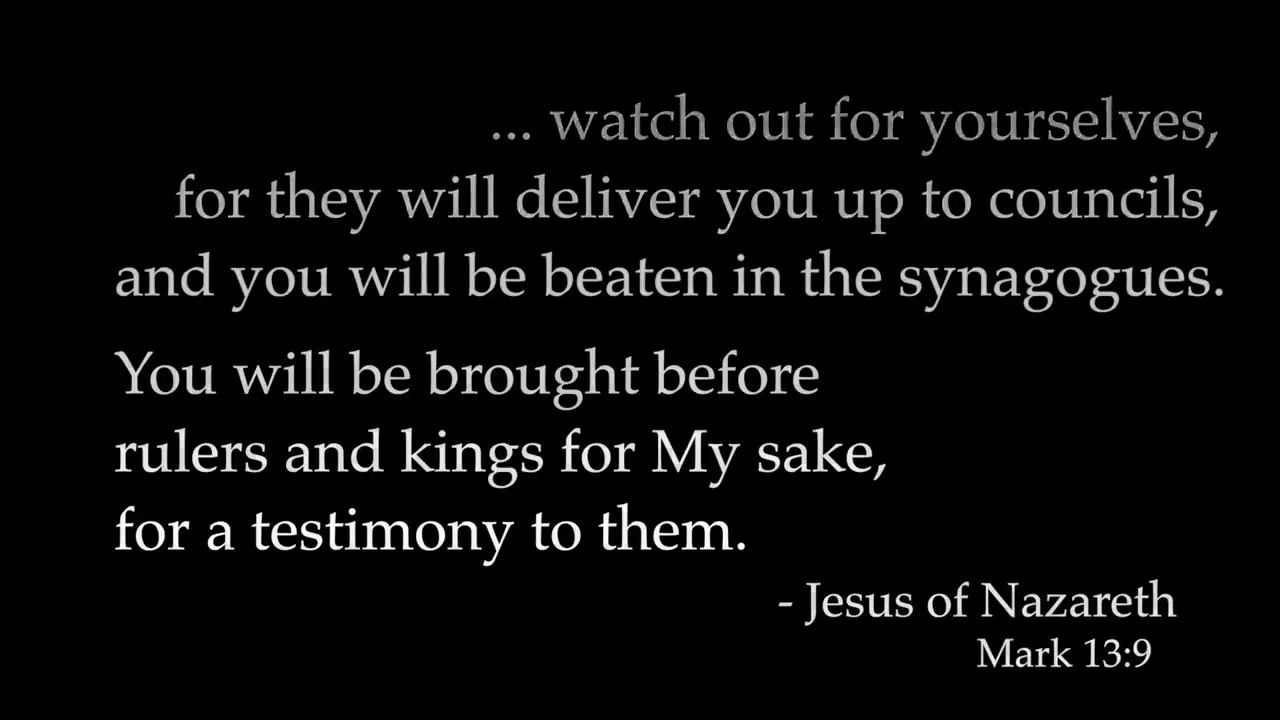 ... watch out for yourselves,
for they will deliver you up to councils,
and you will be beaten in the synagogues.
You will be brought before
rulers and kings for My sake,
for a testimony to them.
- Jesus of Nazareth
Mark 13:9